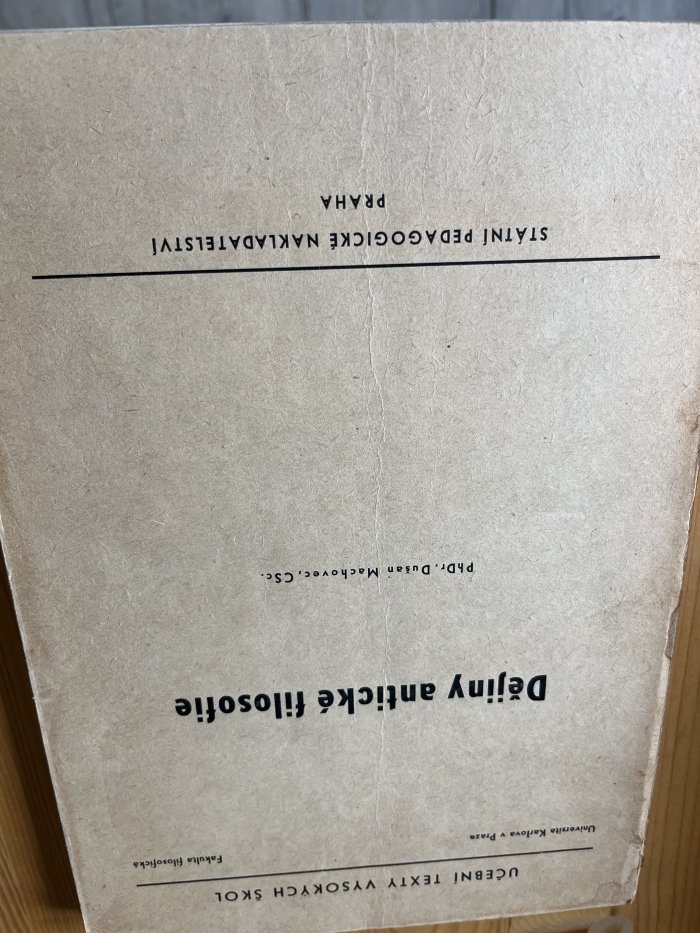 UČEBNÍ TEXTY VYSOKÝCH ŠKOL
Universita Karlova v Praze Fakulta filosofická
Dějiny antické filosofie
PhDr. Dušan Machovec, CSc.
STÁTNÍ PEDAGOGICKÉ NAKLADATELSTVÍ
PRAHA